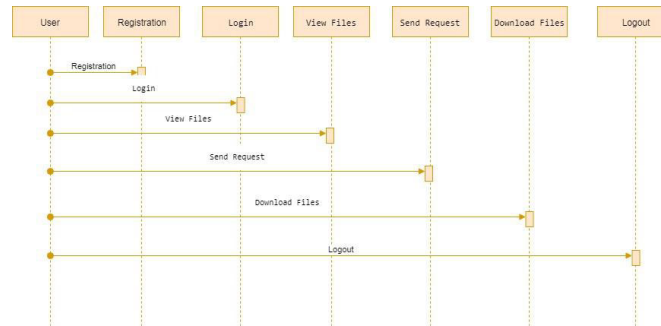 User Registration Login View Files Send Request Download Files Logout
Registration
Login
View Files
Send Request
Download Files
Logout